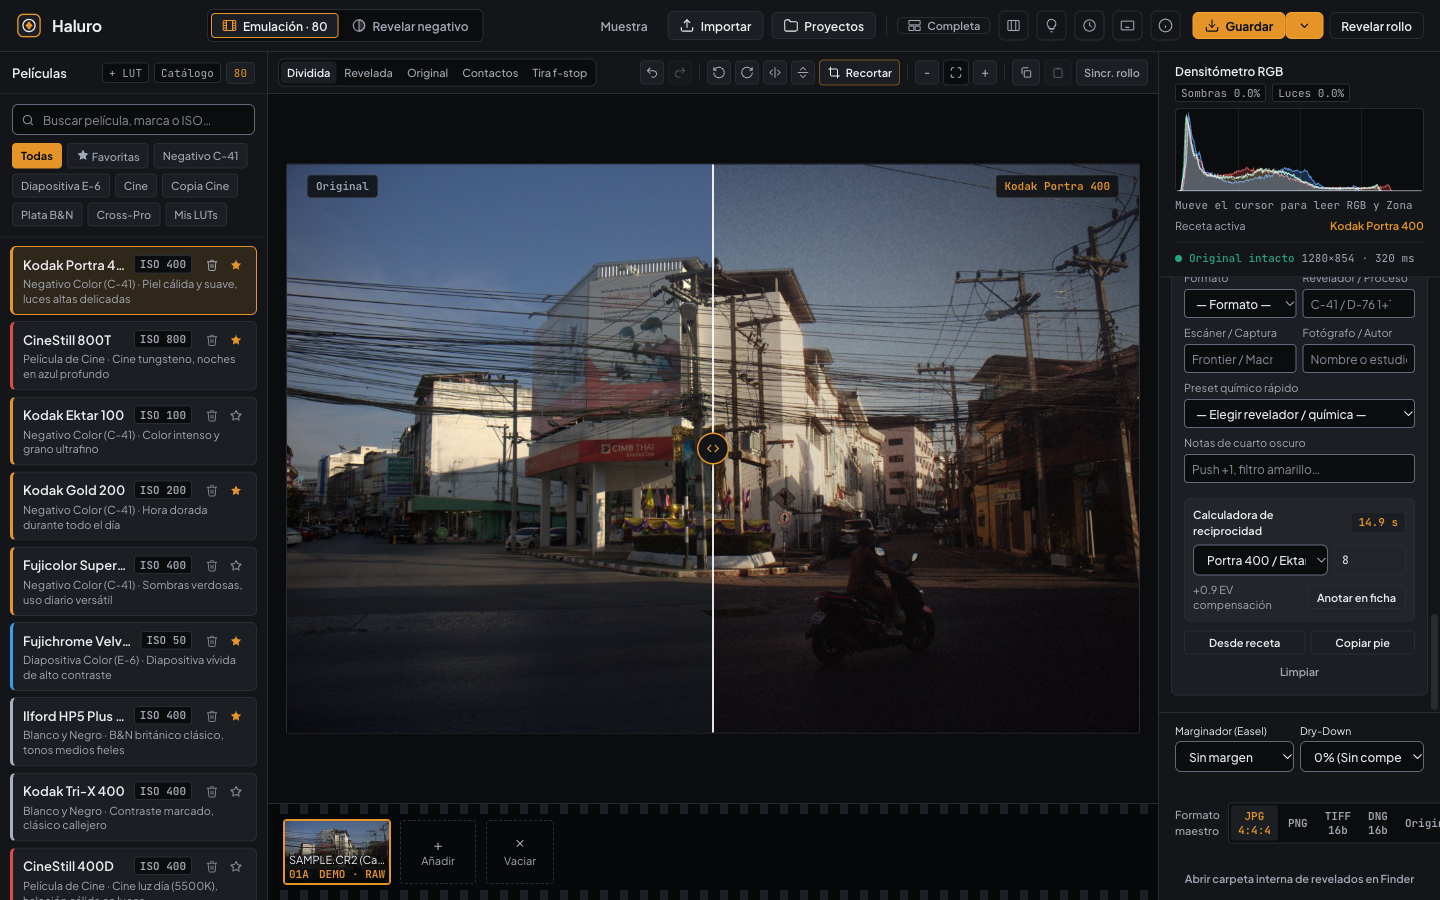 Haluro
Emulación · 80
Revelar negativo
Muestra
Importar
Proyectos
Completa
Guardar
Revelar rollo
Películas
+ LUT
Catálogo
80
Buscar película, marca o ISO...
Todas
Favoritas
Negativo C-41
Diapositiva E-6
Cine
Copia Cine
Plata B&N
Cross-Pro
Mis LUTs
Kodak Portra 4...
ISO 400
Negativo Color (C-41) · Piel cálida y suave,
luces altas delicadas
CineStill 800T
ISO 800
Película de Cine · Cine tungsteno, noches
en azul profundo
Kodak Ektar 100
ISO 100
Negativo Color (C-41) · Color intenso y
grano ultrafino
Kodak Gold 200
ISO 200
Negativo Color (C-41) · Hora dorada
durante todo el día
Fujicolor Super...
ISO 400
Negativo Color (C-41) · Sombras verdosas,
uso diario versátil
Fujichrome Velv...
ISO 50
Diapositiva Color (E-6) · Diapositiva vívida
de alto contraste
Ilford HP5 Plus ...
ISO 400
Blanco y Negro · B&N británico clásico,
tonos medios fieles
Kodak Tri-X 400
ISO 400
Blanco y Negro · Contraste marcado,
clásico callejero
CineStill 400D
ISO 400
Película de Cine · Cine luz día (5500K),
Dividida
Revelada
Original
Contactos
Tira f-stop
Recortar
-
+
Sincr. rollo
Original
Kodak Portra 400
CIMB THAI
SAMPLE.CR2 (Ca...
01A DEMO · RAW
+
Añadir
×
Vaciar
Densitómetro RGB
Sombras 0.0%
Luces 0.0%
Mueve el cursor para leer RGB y Zona
Receta activa
Kodak Portra 400
Original intacto 1280×854 · 320 ms
Formato
Revelador / Proceso
— Formato —
C-41 / D-76 1+1
Escáner / Captura
Fotógrafo / Autor
Frontier / Macr
Nombre o estudi
Preset químico rápido
— Elegir revelador / química —
Notas de cuarto oscuro
Push +1, filtro amarillo...
Calculadora de
reciprocidad
14.9 s
Portra 400 / Ektar
8
+0.9 EV
compensación
Anotar en ficha
Desde receta
Copiar pie
Limpiar
Marginador (Easel)
Dry-Down
Sin margen
0% (Sin compe
Formato
maestro
JPG
4:4:4
PNG
TIFF
16b
DNG
16b
Origin
Abrir carpeta interna de revelados en Finder